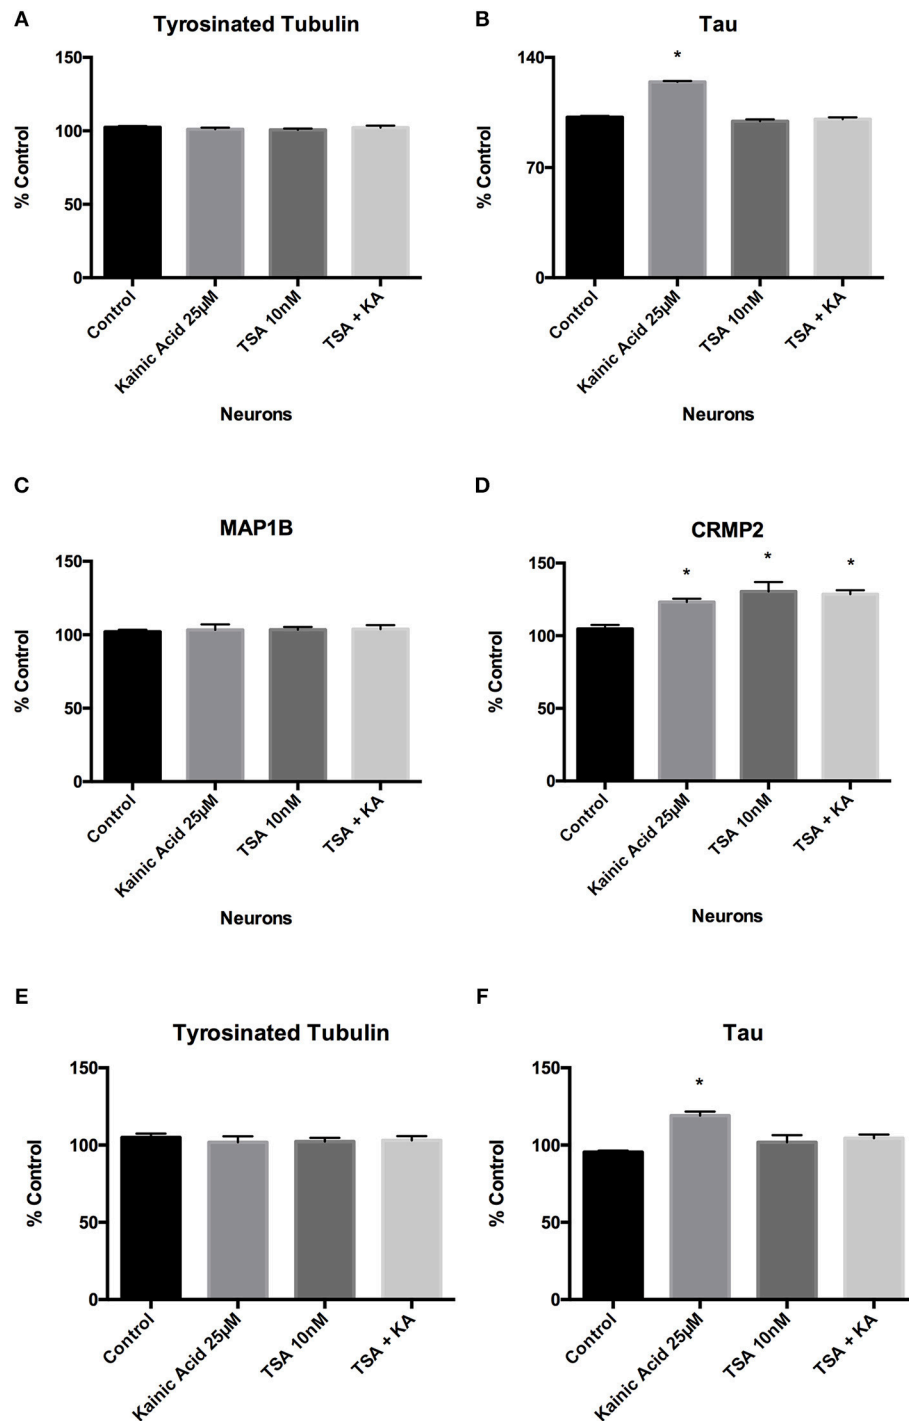 A
Tyrosinated Tubulin
150
100
50
0
% Control
Control
Kainic Acid 25µM
TSA 10nM
TSA + KA
Neurons
B
Tau
*
140
70
0
% Control
Control
Kainic Acid 25µM
TSA 10nM
TSA + KA
Neurons
C
MAP1B
150
100
50
0
% Control
Control
Kainic Acid 25µM
TSA 10nM
TSA + KA
Neurons
D
CRMP2
* * *
150
100
50
0
% Control
Control
Kainic Acid 25µM
TSA 10nM
TSA + KA
Neurons
E
Tyrosinated Tubulin
150
100
50
0
% Control
Control
Kainic Acid 25µM
TSA 10nM
TSA + KA
F
Tau
*
150
100
50
0
% Control
Control
Kainic Acid 25µM
TSA 10nM
TSA + KA